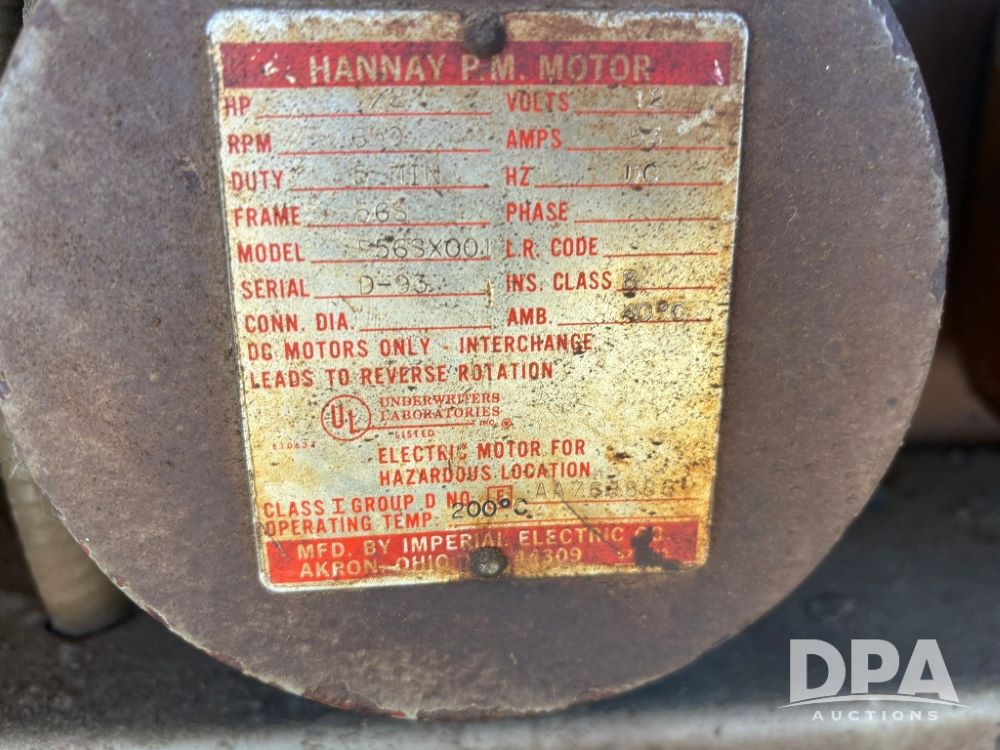 HANNAY P.M. MOTOR
HP 1/2 VOLTS 12
RPM AMPS
DUTY 5 MIN HZ DC
FRAME 56S PHASE
MODEL P56SX001 L.R. CODE
SERIAL D-93 INS. CLASS B
CONN. DIA. AMB. 40°C
DC MOTORS ONLY - INTERCHANGE
LEADS TO REVERSE ROTATION
UL UNDERWRITERS
LABORATORIES
INC. ®
LISTED
E10632
ELECTRIC MOTOR FOR
HAZARDOUS LOCATION
CLASS I GROUP D NO.
OPERATING TEMP. 200°C
MFD. BY IMPERIAL ELECTRIC CO.
AKRON, OHIO 44309
DPA
AUCTIONS